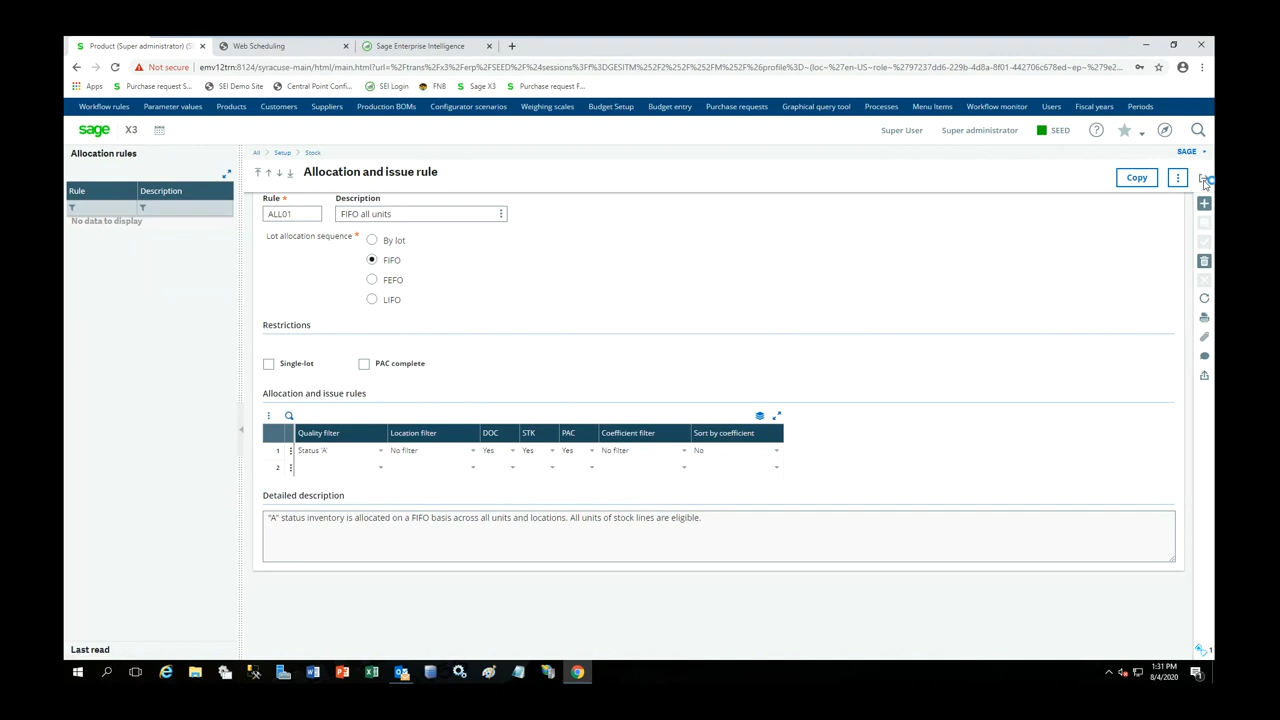 Product (Super administrator) (S
Web Scheduling
Sage Enterprise Intelligence
Not secure
emv12trn:8124/syracuse-main/html/main.html?url=%2Ftrans%2Fx3%2Ferp%2FSEED%2F%24sessions%3Ff%3DGESITM%252F2%252F%252FM%252F%26profile%3D~(loc~%27en-US~role~%2797237dd6-229b-4d8a-8f01-442706c678ed~ep~%279e2...
Apps
Purchase request S...
SEI Demo Site
Central Point Confi...
SEI Login
FNB
Sage X3
Purchase request F...
Workflow rules
Parameter values
Products
Customers
Suppliers
Production BOMs
Configurator scenarios
Weighing scales
Budget Setup
Budget entry
Purchase requests
Graphical query tool
Processes
Menu Items
Workflow monitor
Users
Fiscal years
Periods
sage X3
Super User
Super administrator
SEED
Allocation rules
All > Setup > Stock
SAGE
Allocation and issue rule
Copy
Rule
Description
No data to display
Rule *
Description
ALL01
FIFO all units
Lot allocation sequence *
By lot
FIFO
FEFO
LIFO
Restrictions
Single-lot
PAC complete
Allocation and issue rules
Quality filter
Location filter
DOC
STK
PAC
Coefficient filter
Sort by coefficient
1
Status 'A'
No filter
Yes
Yes
Yes
No filter
No
2
Detailed description
"A" status inventory is allocated on a FIFO basis across all units and locations. All units of stock lines are eligible.
Last read
1
1:31 PM
8/4/2020